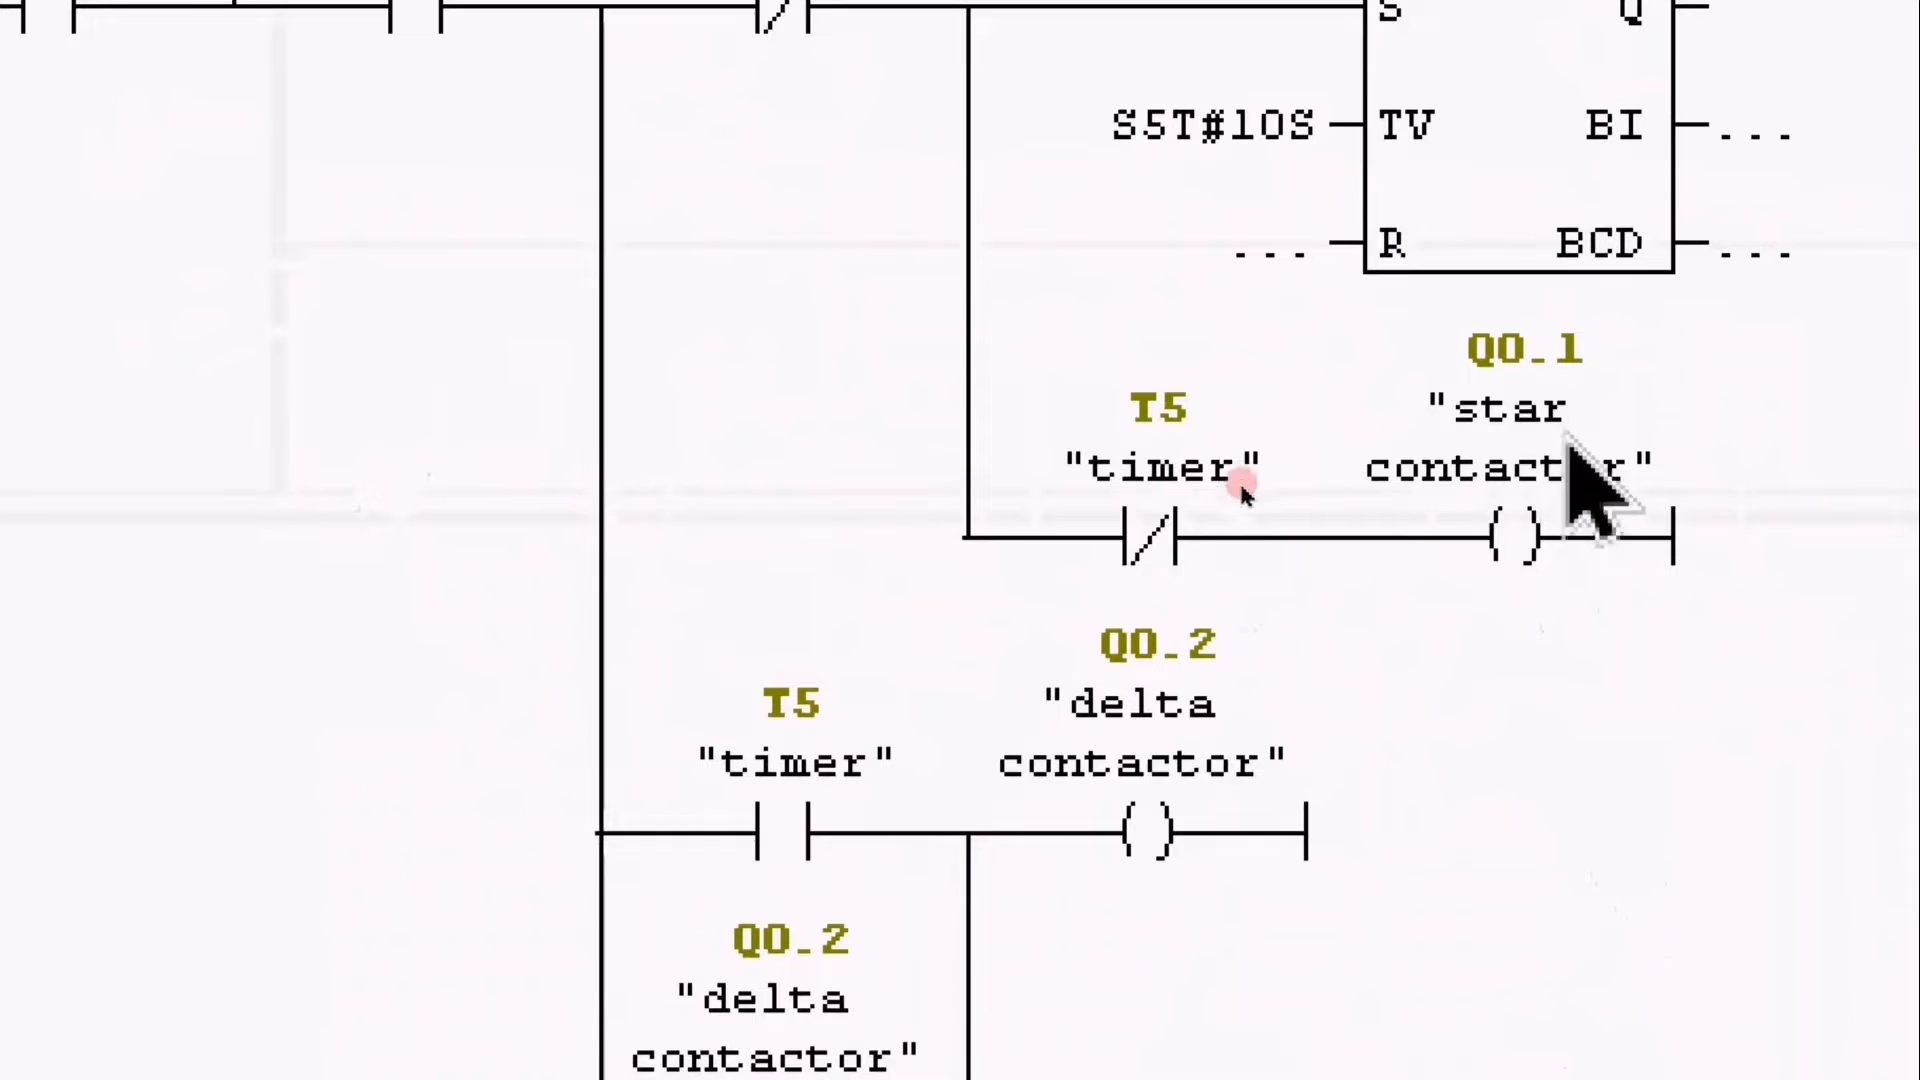 S Q
S5T#10S TV BI ...
... R BCD ...
Q0.1
T5 "star
"timer" contactor"
Q0.2
T5 "delta
"timer" contactor"
Q0.2
"delta
contactor"